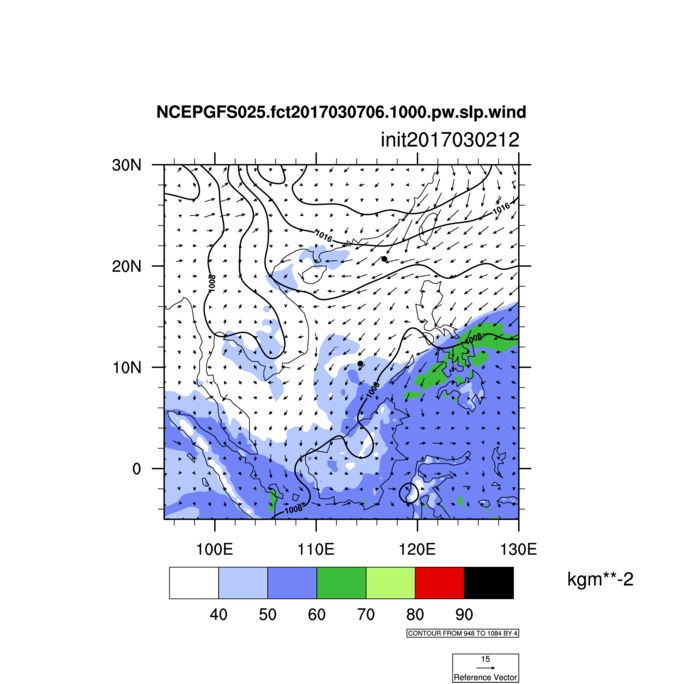 NCEPGFS025.fct2017030706.1000.pw.slp.wind
init2017030212
30N
1016
1016
20N
1008
1008
10N
1008
0
1008
100E 110E 120E 130E
kgm**-2
40 50 60 70 80 90
CONTOUR FROM 948 TO 1084 BY 4
15
Reference Vector